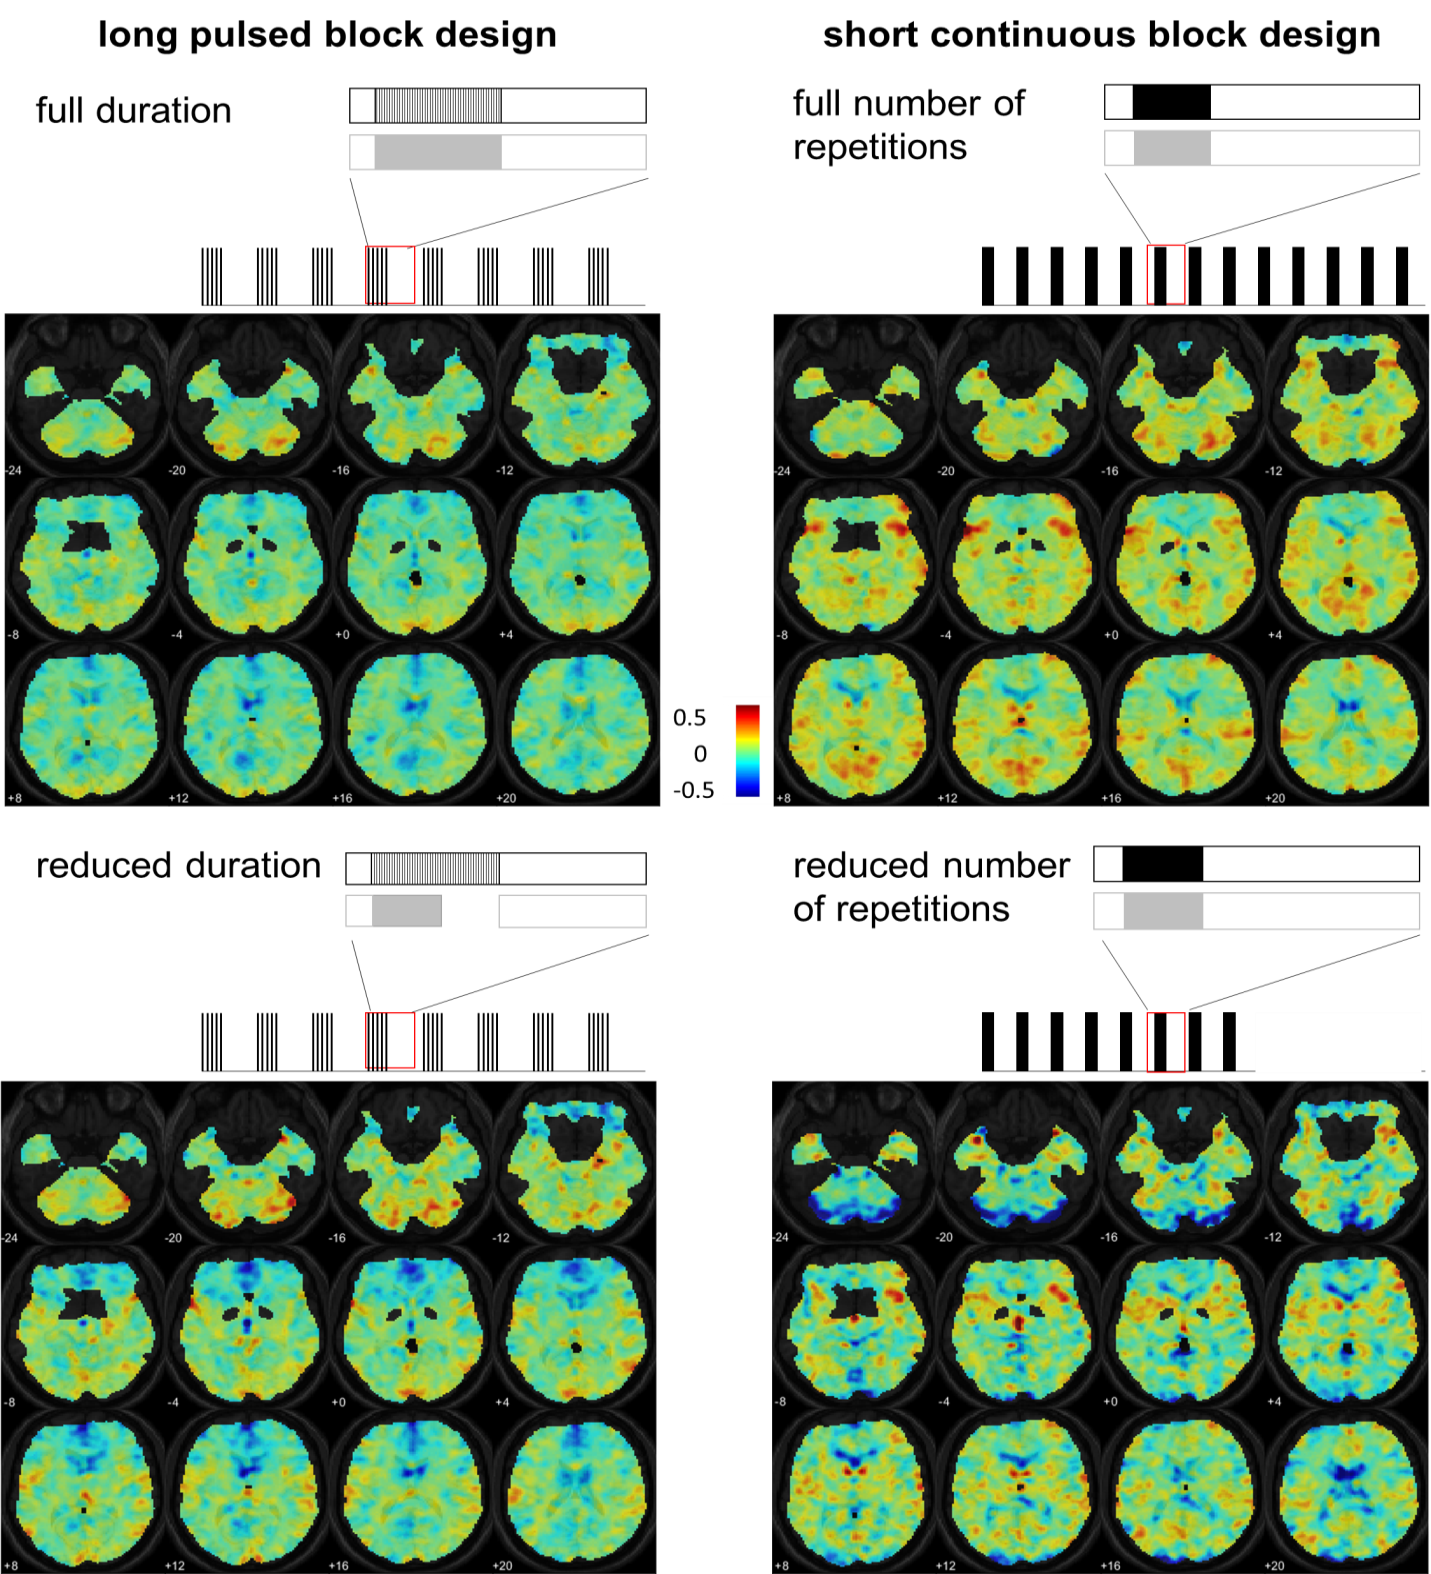 long pulsed block design
short continuous block design
full duration
full number of
repetitions
-24 -20 -16 -12
-8 -4 +0 +4
+8 +12 +16 +20
0.5
0
-0.5
-24 -20 -16 -12
-8 -4 +0 +4
+8 +12 +16 +20
reduced duration
reduced number
of repetitions
-24 -20 -16 -12
-8 -4 +0 +4
+8 +12 +16 +20
-24 -20 -16 -12
-8 -4 +0 +4
+8 +12 +16 +20